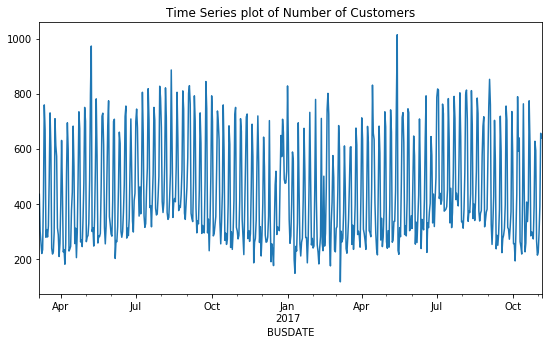 Time Series plot of Number of Customers
1000
800
600
400
200
Apr
Jul
Oct
Jan
2017
Apr
Jul
Oct
BUSDATE